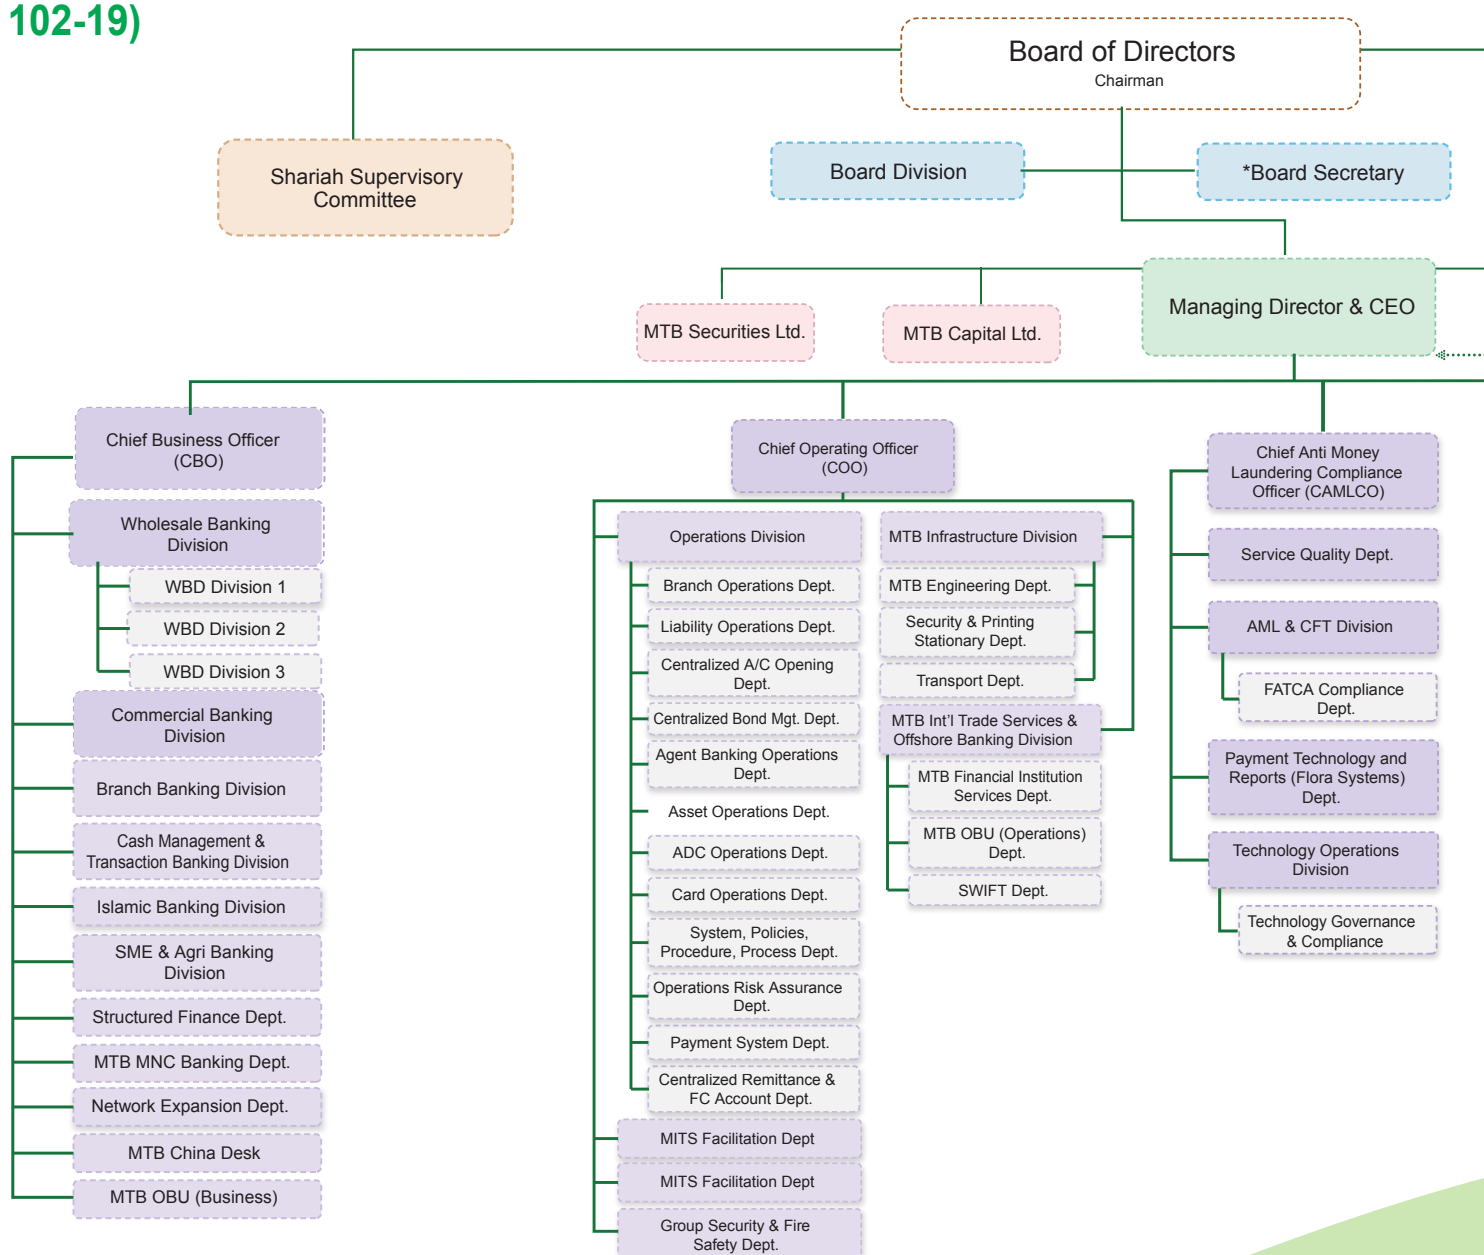 102-19)
Board of Directors
Chairman
Shariah Supervisory
Committee
Board Division
*Board Secretary
Managing Director & CEO
MTB Securities Ltd.
MTB Capital Ltd.
Chief Business Officer
(CBO)
Wholesale Banking
Division
WBD Division 1
WBD Division 2
WBD Division 3
Commercial Banking
Division
Branch Banking Division
Cash Management &
Transaction Banking Division
Islamic Banking Division
SME & Agri Banking
Division
Structured Finance Dept.
MTB MNC Banking Dept.
Network Expansion Dept.
MTB China Desk
MTB OBU (Business)
Chief Operating Officer
(COO)
Operations Division
Branch Operations Dept.
Liability Operations Dept.
Centralized A/C Opening
Dept.
Centralized Bond Mgt. Dept.
Agent Banking Operations
Dept.
Asset Operations Dept.
ADC Operations Dept.
Card Operations Dept.
System, Policies,
Procedure, Process Dept.
Operations Risk Assurance
Dept.
Payment System Dept.
Centralized Remittance &
FC Account Dept.
MITS Facilitation Dept
MITS Facilitation Dept
Group Security & Fire
Safety Dept.
MTB Infrastructure Division
MTB Engineering Dept.
Security & Printing
Stationary Dept.
Transport Dept.
MTB Int'l Trade Services &
Offshore Banking Division
MTB Financial Institution
Services Dept.
MTB OBU (Operations)
Dept.
SWIFT Dept.
Chief Anti Money
Laundering Compliance
Officer (CAMLCO)
Service Quality Dept.
AML & CFT Division
FATCA Compliance
Dept.
Payment Technology and
Reports (Flora Systems)
Dept.
Technology Operations
Division
Technology Governance
& Compliance